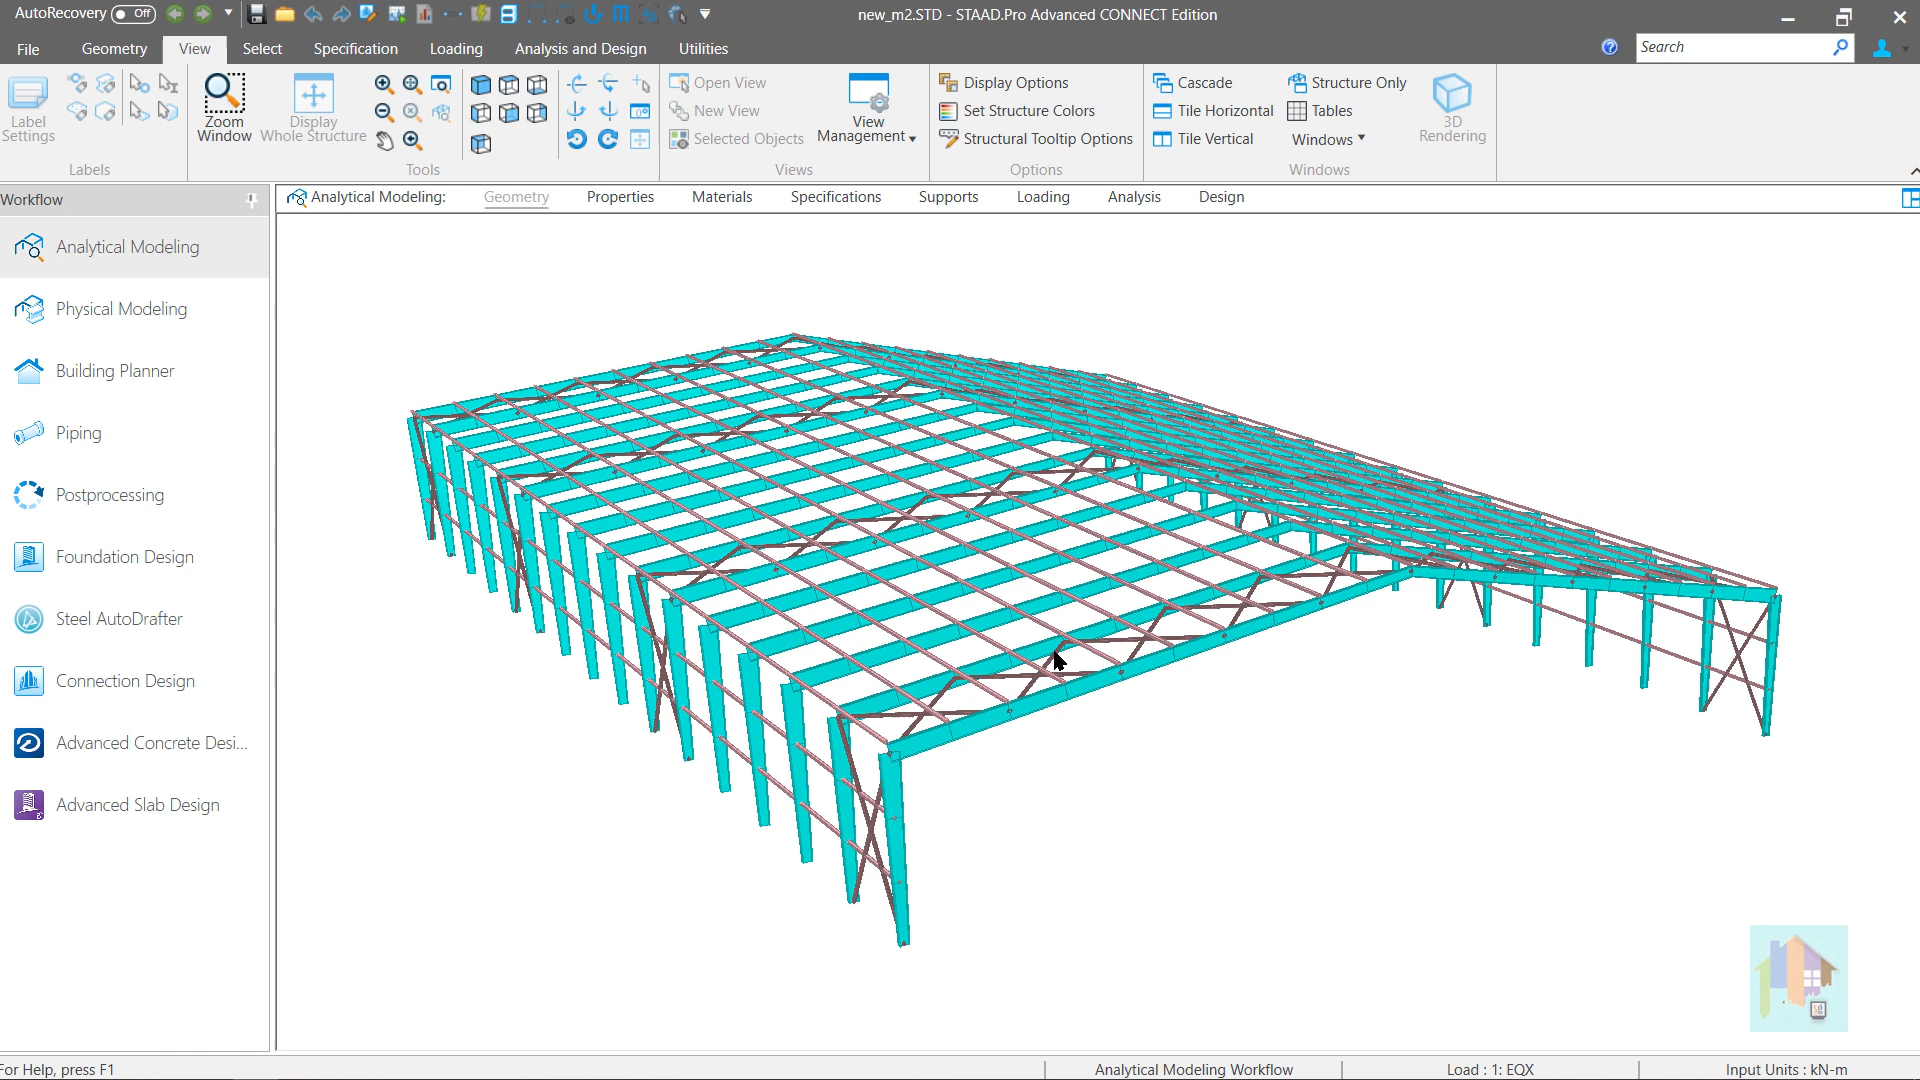 AutoRecovery Off
new_m2.STD - STAAD.Pro Advanced CONNECT Edition
File Geometry View Select Specification Loading Analysis and Design Utilities
Search
Label Settings
Zoom Window
Display Whole Structure
Open View
New View
Selected Objects
View Management
Display Options
Set Structure Colors
Structural Tooltip Options
Cascade
Tile Horizontal
Tile Vertical
Structure Only
Tables
Windows
3D Rendering
Labels Tools Views Options Windows
Workflow
Analytical Modeling: Geometry Properties Materials Specifications Supports Loading Analysis Design
Analytical Modeling
Physical Modeling
Building Planner
Piping
Postprocessing
Foundation Design
Steel AutoDrafter
Connection Design
Advanced Concrete Desi...
Advanced Slab Design
For Help, press F1
Analytical Modeling Workflow
Load : 1: EQX
Input Units : kN-m